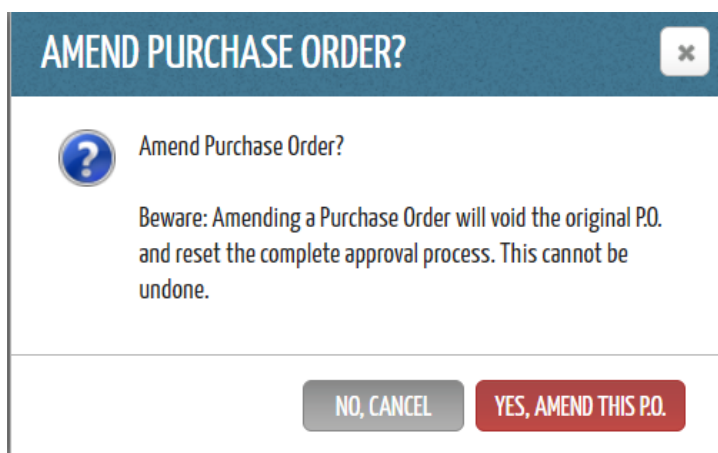 AMEND PURCHASE ORDER?
Amend Purchase Order?
Beware: Amending a Purchase Order will void the original P.O.
and reset the complete approval process. This cannot be
undone.
NO, CANCEL
YES, AMEND THIS P.O.